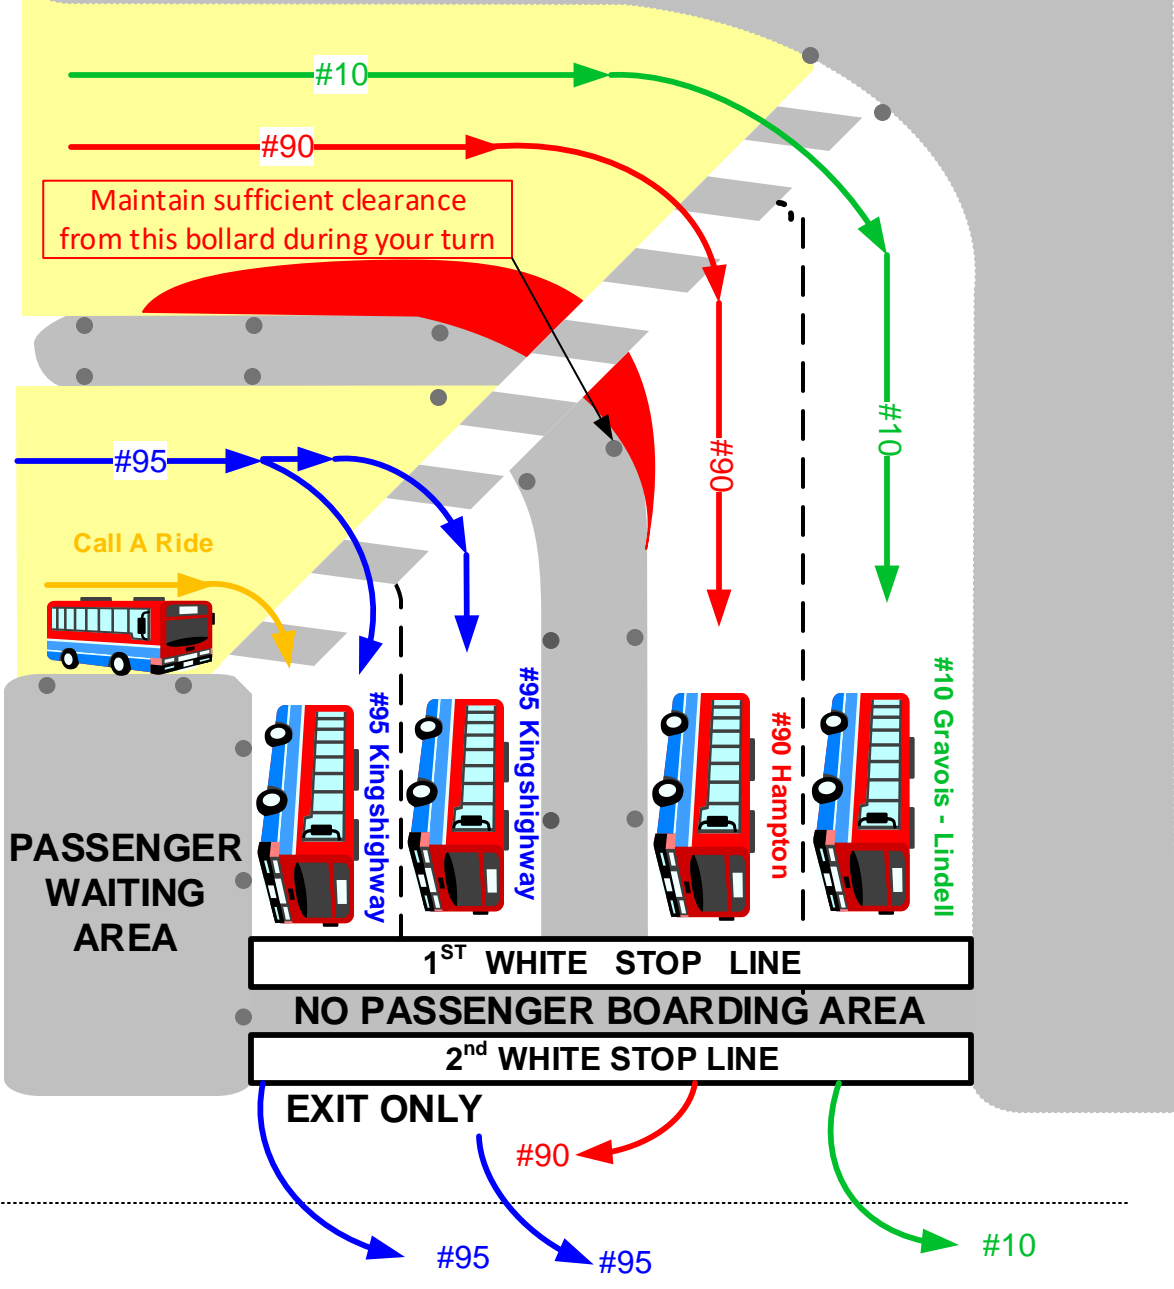 #10
#90
Maintain sufficient clearance
from this bollard during your turn
#95
Call A Ride
#90
#10
#95 Kingshighway
#95 Kingshighway
#90 Hampton
#10 Gravois - Lindell
PASSENGER
WAITING
AREA
1ST WHITE STOP LINE
NO PASSENGER BOARDING AREA
2nd WHITE STOP LINE
EXIT ONLY
#90
#95
#95
#10